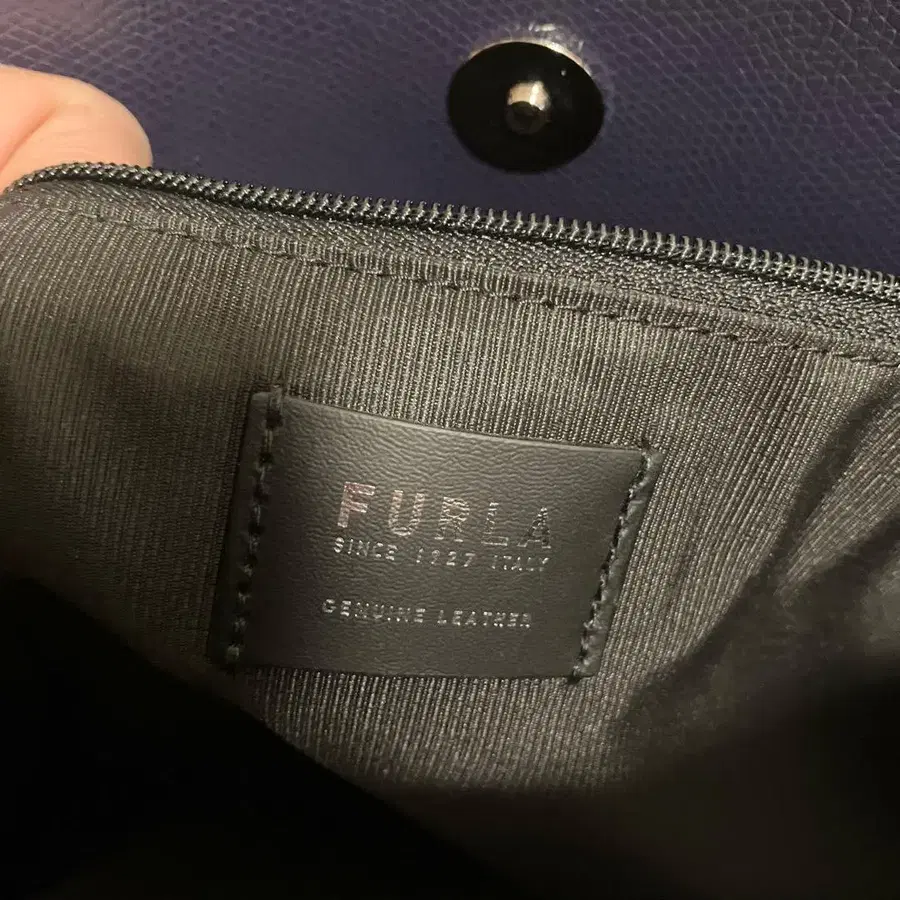 FURLA
SINCE 1927 ITALY
GENUINE LEATHER